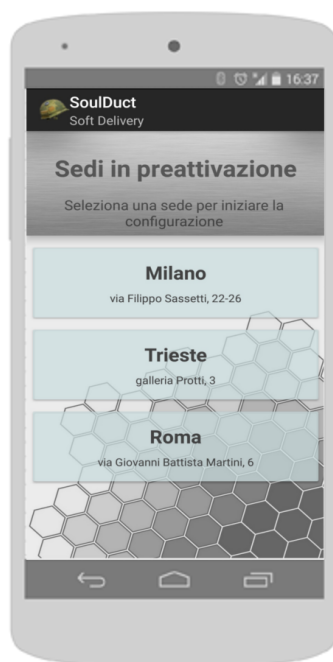 16:37
SoulDuct
Soft Delivery
Sedi in preattivazione
Seleziona una sede per iniziare la
configurazione
Milano
via Filippo Sassetti, 22-26
Trieste
galleria Protti, 3
Roma
via Giovanni Battista Martini, 6